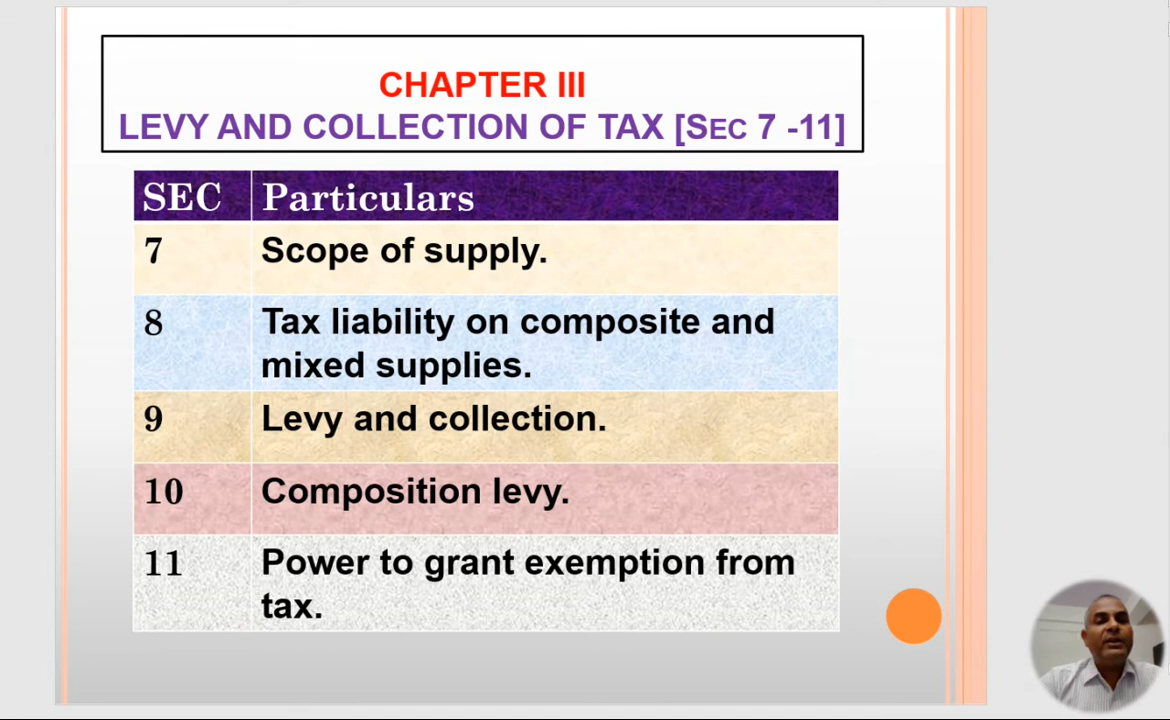 CHAPTER III
LEVY AND COLLECTION OF TAX [SEC 7 -11]
SEC Particulars
7 Scope of supply.
8 Tax liability on composite and
mixed supplies.
9 Levy and collection.
10 Composition levy.
11 Power to grant exemption from
tax.